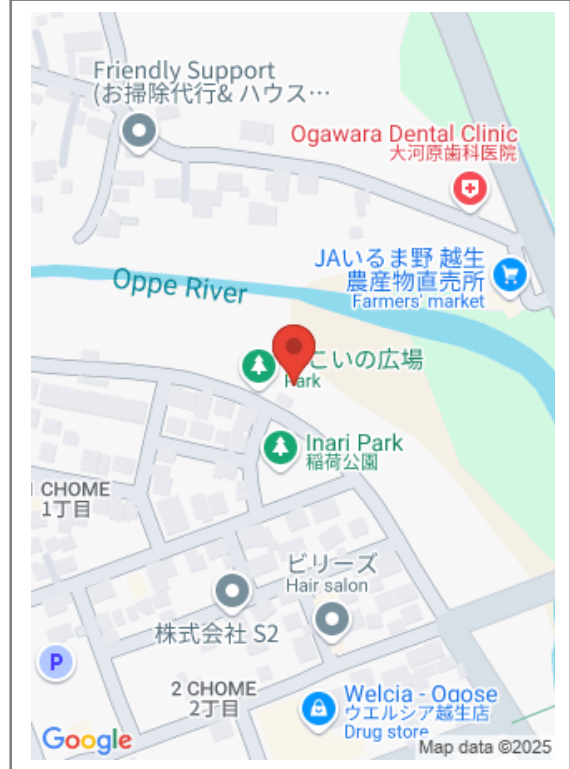 Friendly Support
(お掃除代行& ハウス…
Ogawara Dental Clinic
大河原歯科医院
JAいるま野 越生
農産物直売所
Farmers' market
Oppe River
こいの広場
Park
Inari Park
稲荷公園
CHOME
1丁目
ビリーズ
Hair salon
株式会社 S2
P
2 CHOME
2丁目
Welcia - Ogose
ウエルシア越生店
Drug store
Google
Map data ©2025